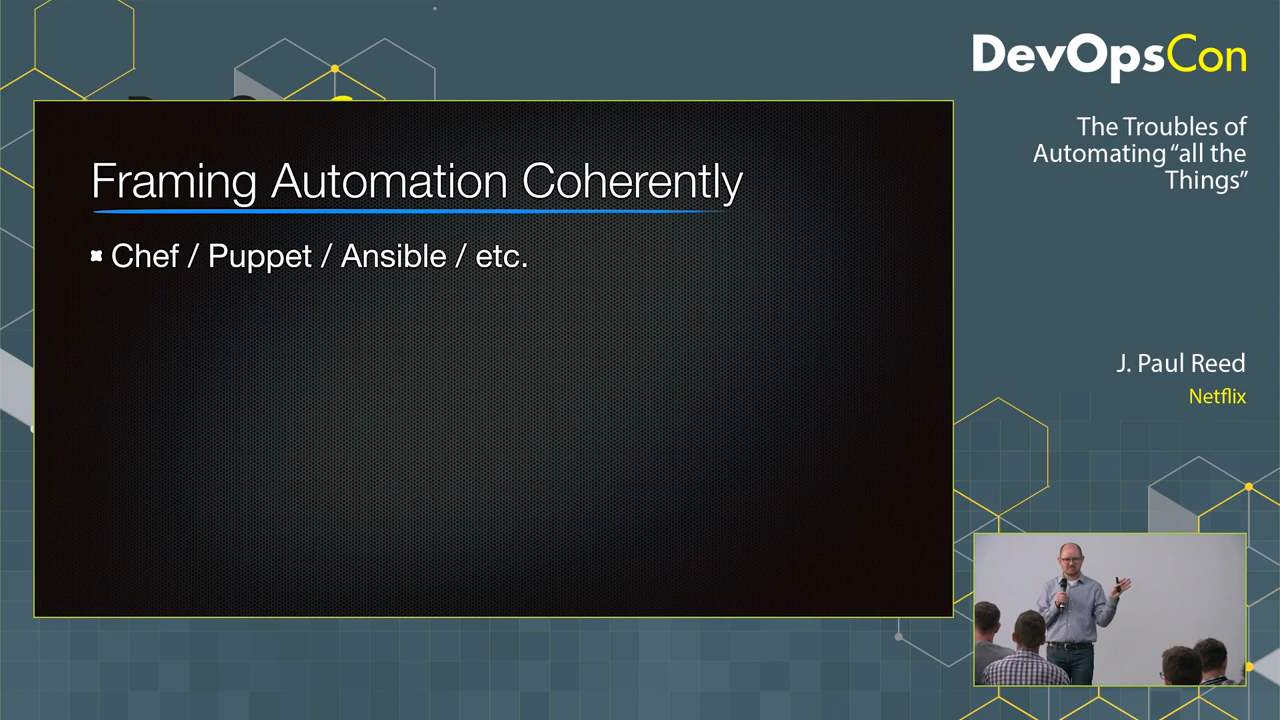 DevOpsCon
The Troubles of
Automating “all the
Things”
Framing Automation Coherently
Chef / Puppet / Ansible / etc.
J. Paul Reed
Netflix